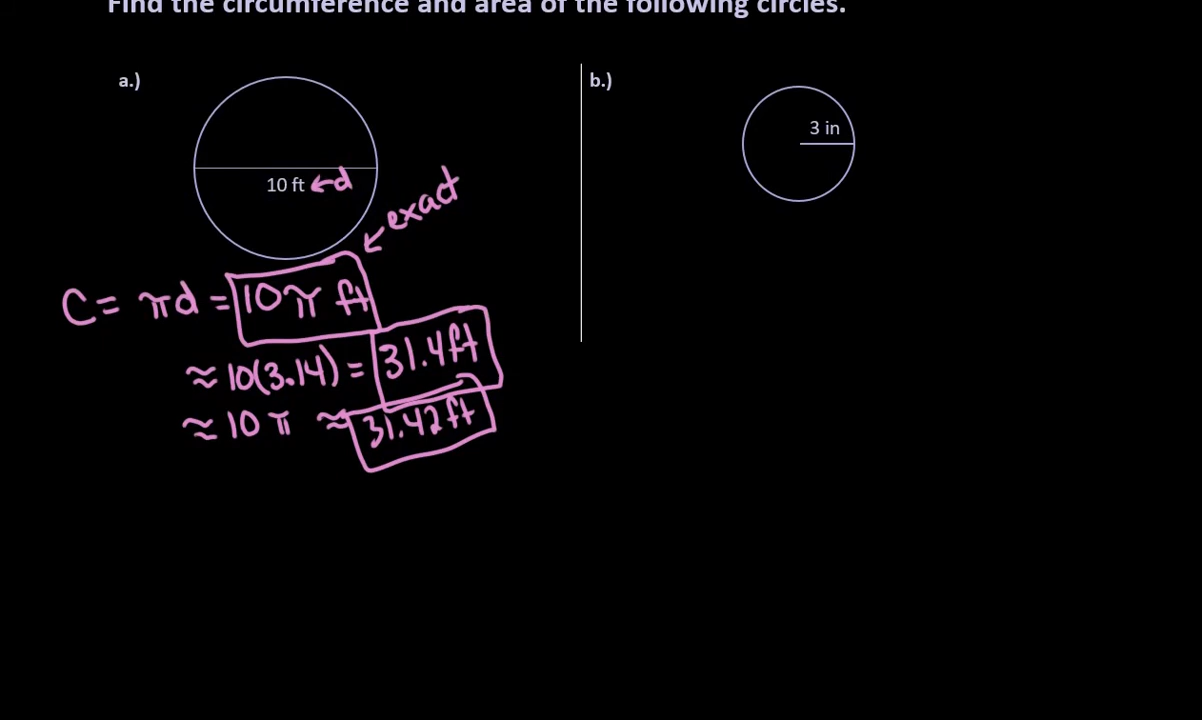 Find the circumference and area of the following circles.
a.)
10 ft ← d
← exact
C = πd = 10π ft
≈ 10(3.14) = 31.4 ft
≈ 10 π ≈ 31.42 ft
b.)
3 in